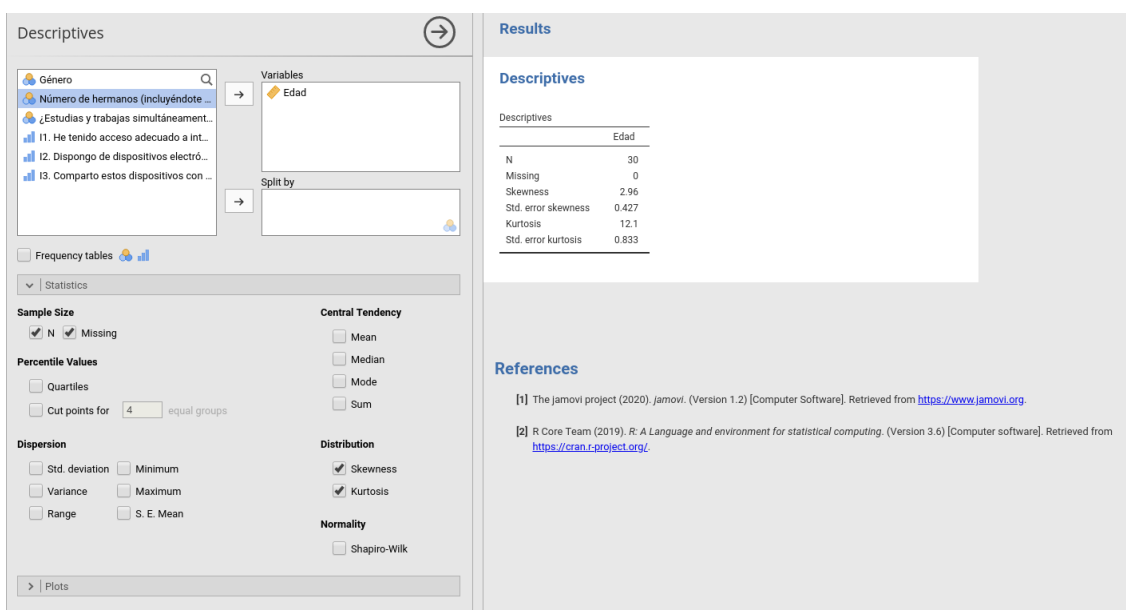 Descriptives
Género
Número de hermanos (incluyéndote ...
¿Estudias y trabajas simultáneament...
I1. He tenido acceso adecuado a int...
I2. Dispongo de dispositivos electró...
I3. Comparto estos dispositivos con ...
Variables
Edad
Split by
Frequency tables
Statistics
Sample Size
N Missing
Percentile Values
Quartiles
Cut points for 4 equal groups
Dispersion
Std. deviation Minimum
Variance Maximum
Range S. E. Mean
Central Tendency
Mean
Median
Mode
Sum
Distribution
Skewness
Kurtosis
Normality
Shapiro-Wilk
Plots
Results
Descriptives
Descriptives
Edad
N 30
Missing 0
Skewness 2.96
Std. error skewness 0.427
Kurtosis 12.1
Std. error kurtosis 0.833
References
[1] The jamovi project (2020). jamovi. (Version 1.2) [Computer Software]. Retrieved from https://www.jamovi.org.
[2] R Core Team (2019). R: A Language and environment for statistical computing. (Version 3.6) [Computer software]. Retrieved from
https://cran.r-project.org/.